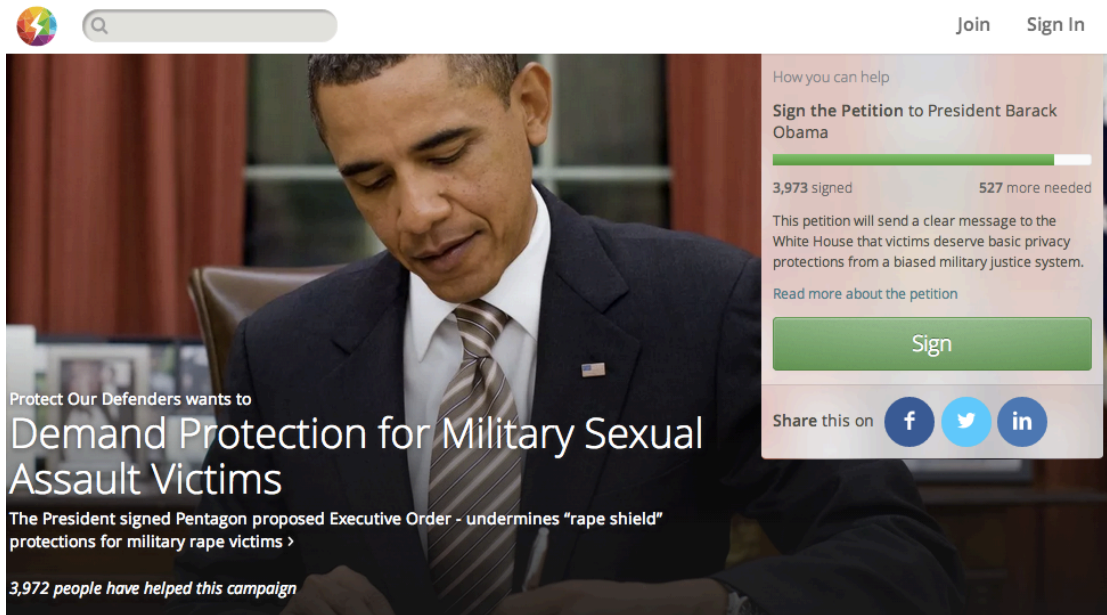 Join Sign In
How you can help
Sign the Petition to President Barack
Obama
3,973 signed 527 more needed
This petition will send a clear message to the
White House that victims deserve basic privacy
protections from a biased military justice system.
Read more about the petition
Sign
Share this on f in
Protect Our Defenders wants to
Demand Protection for Military Sexual
Assault Victims
The President signed Pentagon proposed Executive Order - undermines “rape shield”
protections for military rape victims >
3,972 people have helped this campaign